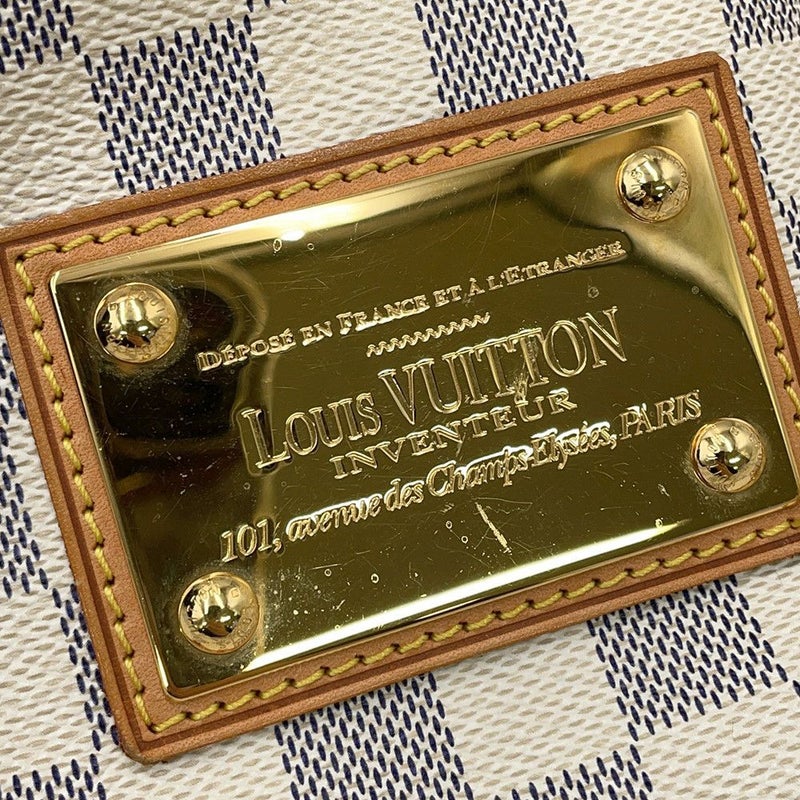 DÉPOSÉ EN FRANCE ET À L'ETRANGER
LOUIS VUITTON
INVENTEUR
101, avenue des Champs-Elysées, PARIS